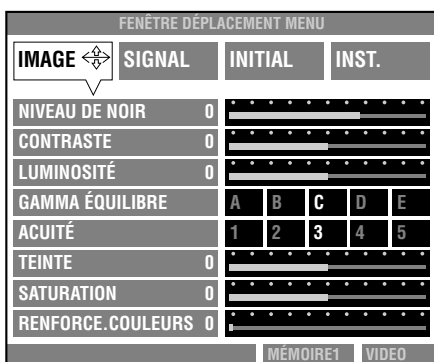 FENÊTRE DÉPLACEMENT MENU
IMAGE SIGNAL INITIAL INST.
NIVEAU DE NOIR 0
CONTRASTE 0
LUMINOSITÉ 0
GAMMA ÉQUILIBRE A B C D E
ACUITÉ 1 2 3 4 5
TEINTE 0
SATURATION 0
RENFORCE.COULEURS 0
MÉMOIRE1 VIDEO